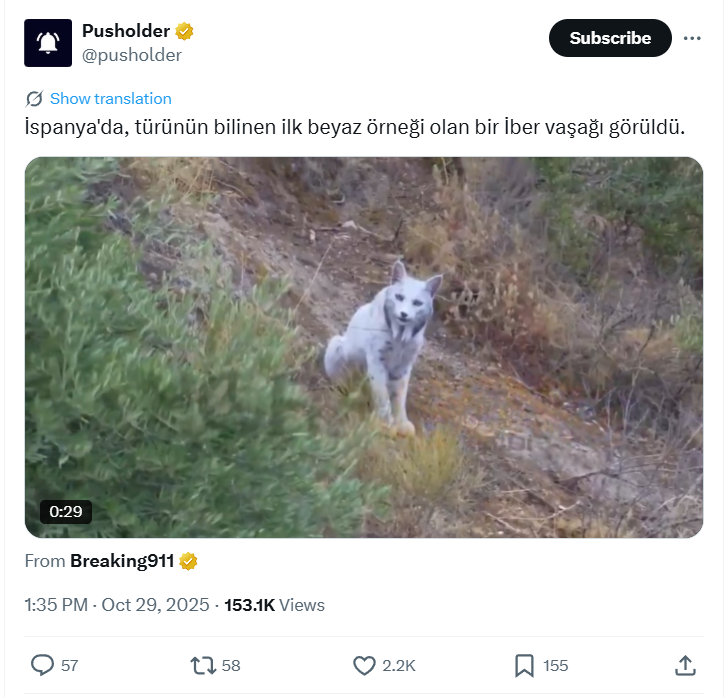 Pusholder
@pusholder
Subscribe
Show translation
İspanya'da, türünün bilinen ilk beyaz örneği olan bir İber vaşağı görüldü.
0:29
From Breaking911
1:35 PM · Oct 29, 2025 · 153.1K Views
57 58 2.2K 155